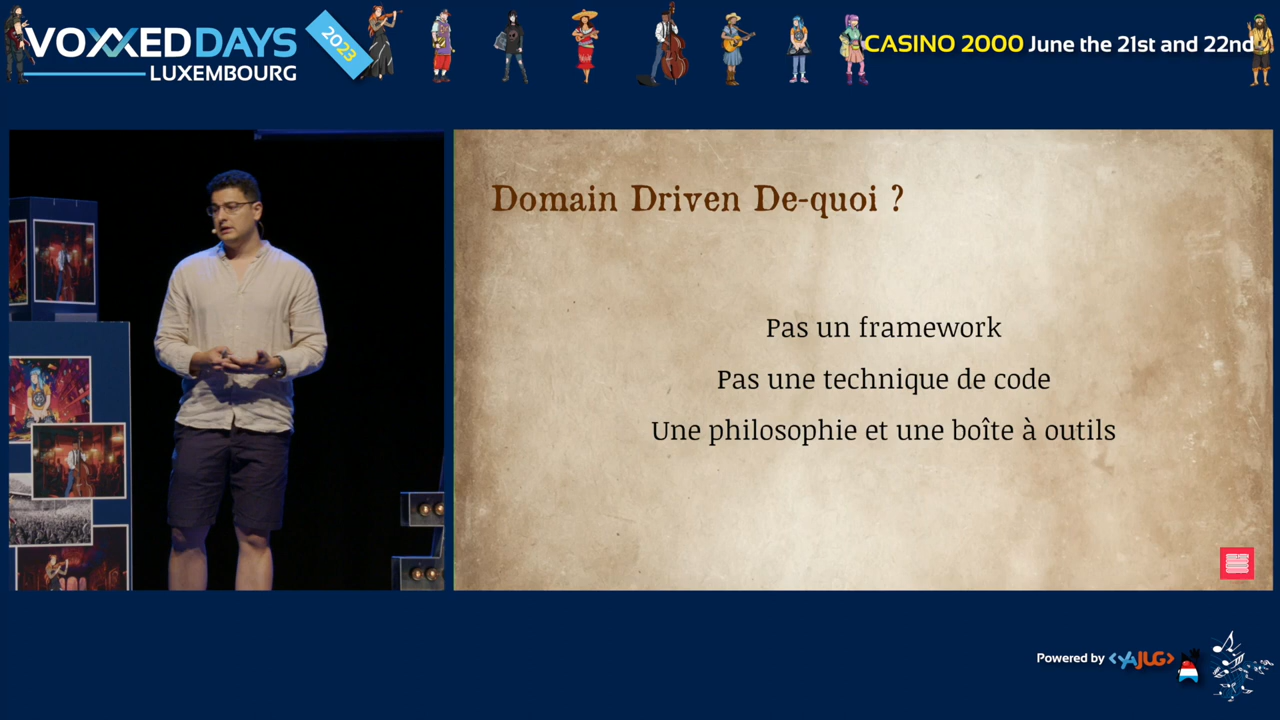 VOXXED DAYS
LUXEMBOURG
2023
CASINO 2000 June the 21st and 22nd
Domain Driven De-quoi ?
Pas un framework
Pas une technique de code
Une philosophie et une boîte à outils
Powered by <YAJUG>